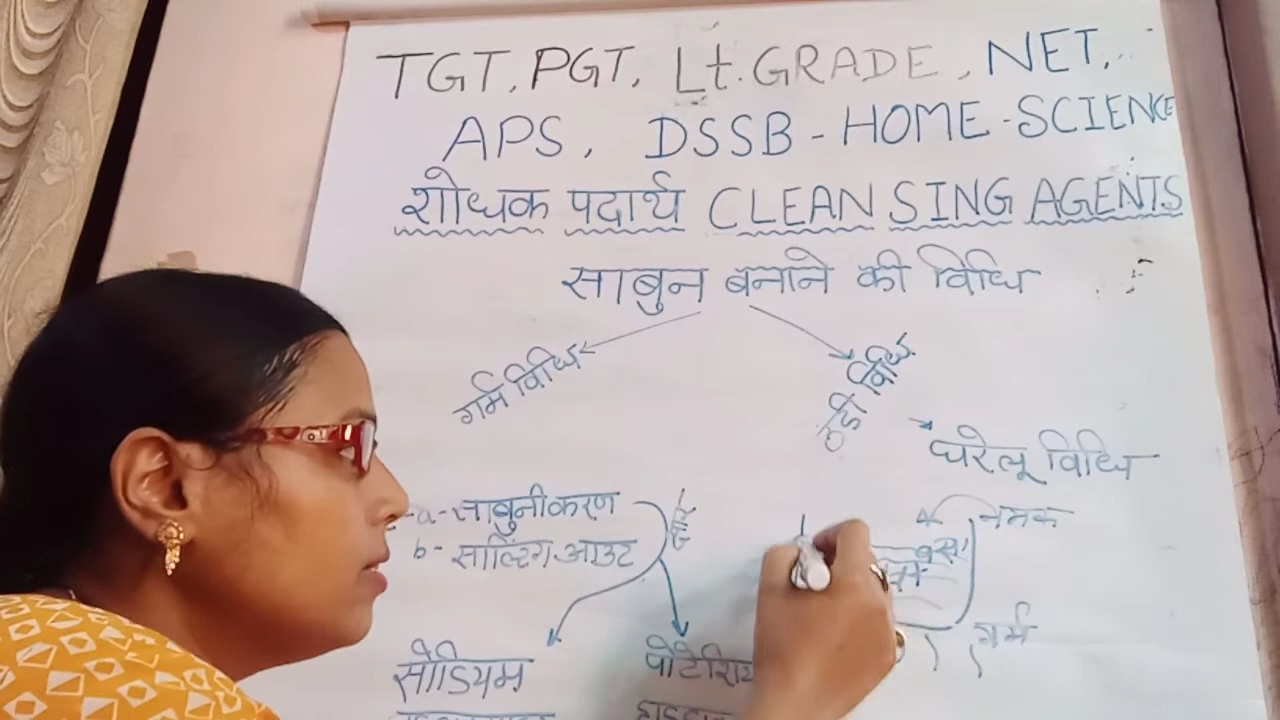 TGT, PGT, Lt. GRADE, NET,
APS, DSSB - HOME - SCIENCE
शोधक पदार्थ CLEANSING AGENTS
साबुन बनाने की विधि
गर्म विधि
ठंडी विधि
घरेलू विधि
a- साबुनीकरण
b- साल्टिंग आउट
क्षार
नमक
वसा
गर्म
सोडियम